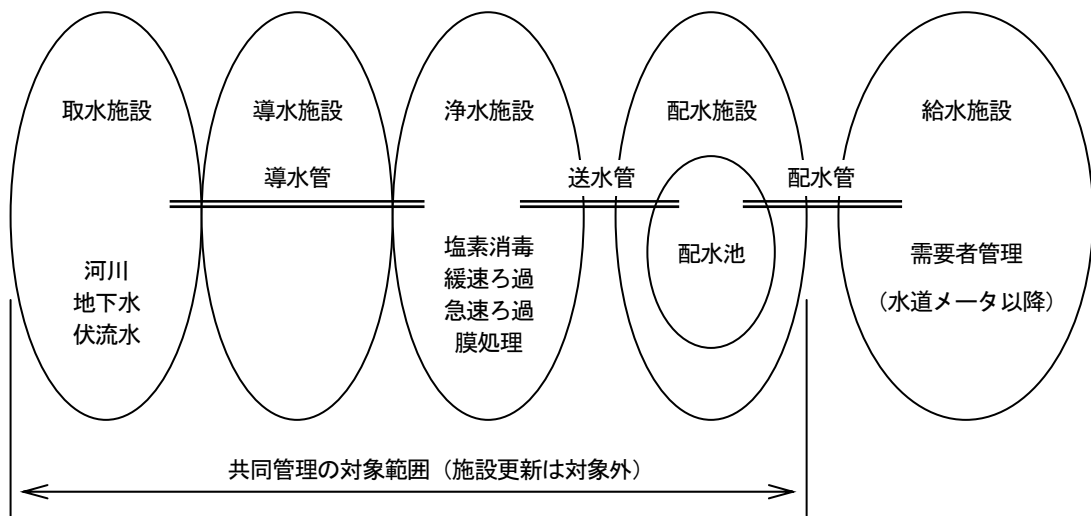 取水施設
導水施設
浄水施設
配水施設
給水施設
導水管
送水管
配水管
河川
地下水
伏流水
塩素消毒
緩速ろ過
急速ろ過
膜処理
配水池
需要者管理
（水道メータ以降）
共同管理の対象範囲（施設更新は対象外）